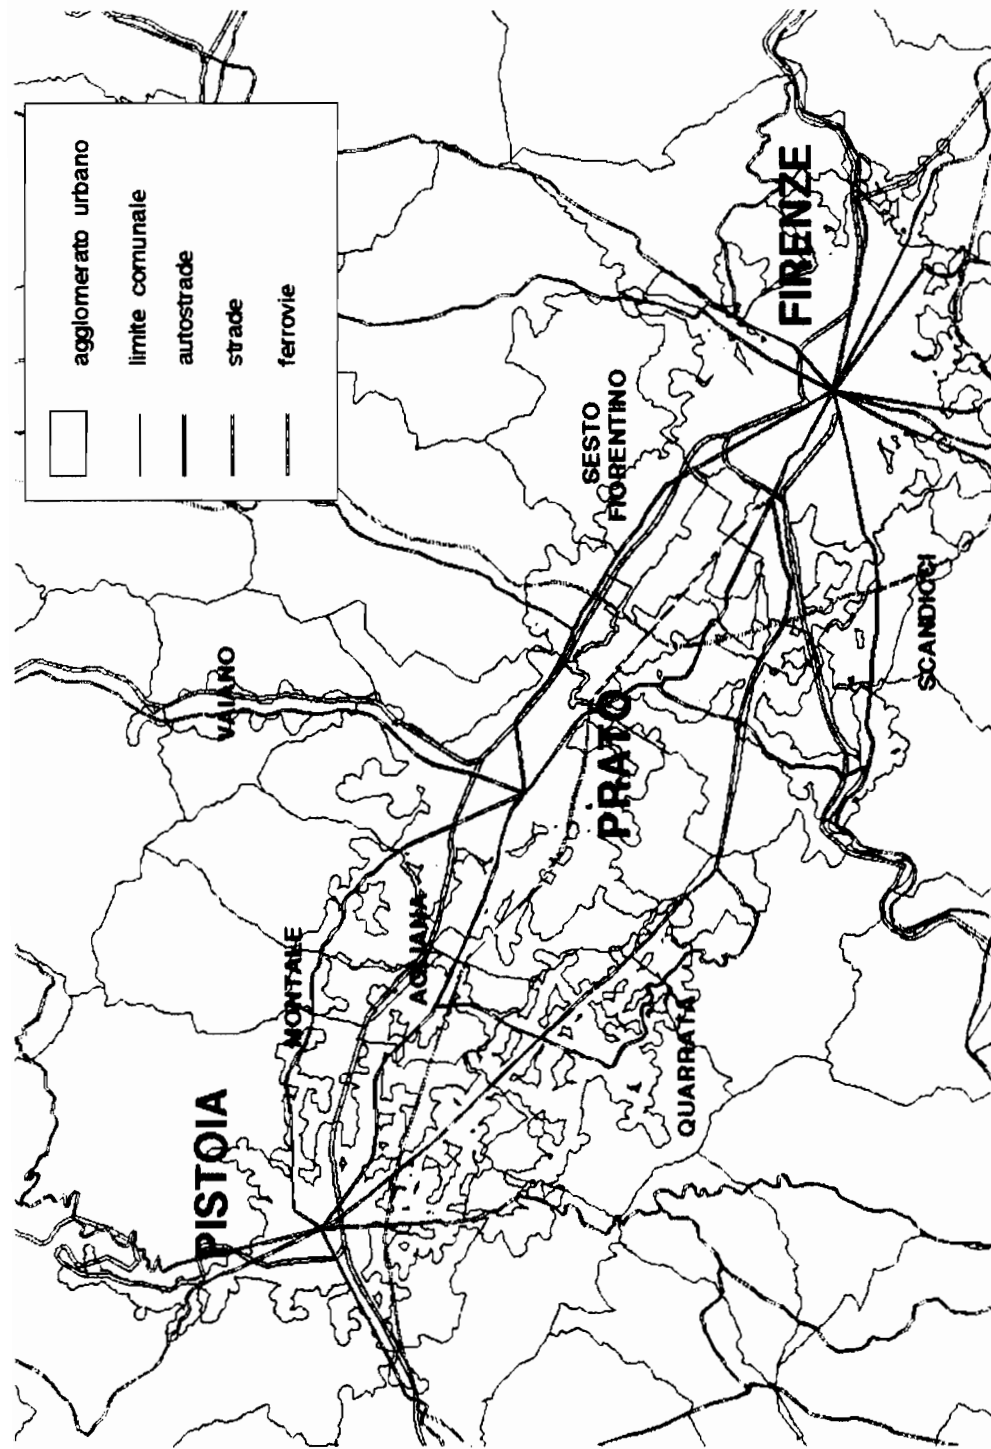 agglomerato urbano
limite comunale
autostrade
strade
ferrovie
PISTOIA
MONTALE
AGLIANA
VAIANO
QUARRATA
PRATO
SESTO
FIORENTINO
SCANDICCI
FIRENZE